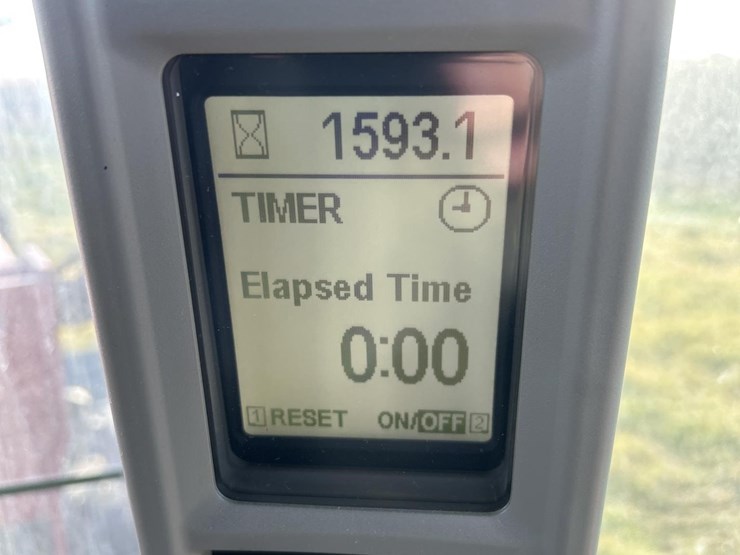 1593.1
TIMER
Elapsed Time
0:00
1 RESET ON/OFF 2